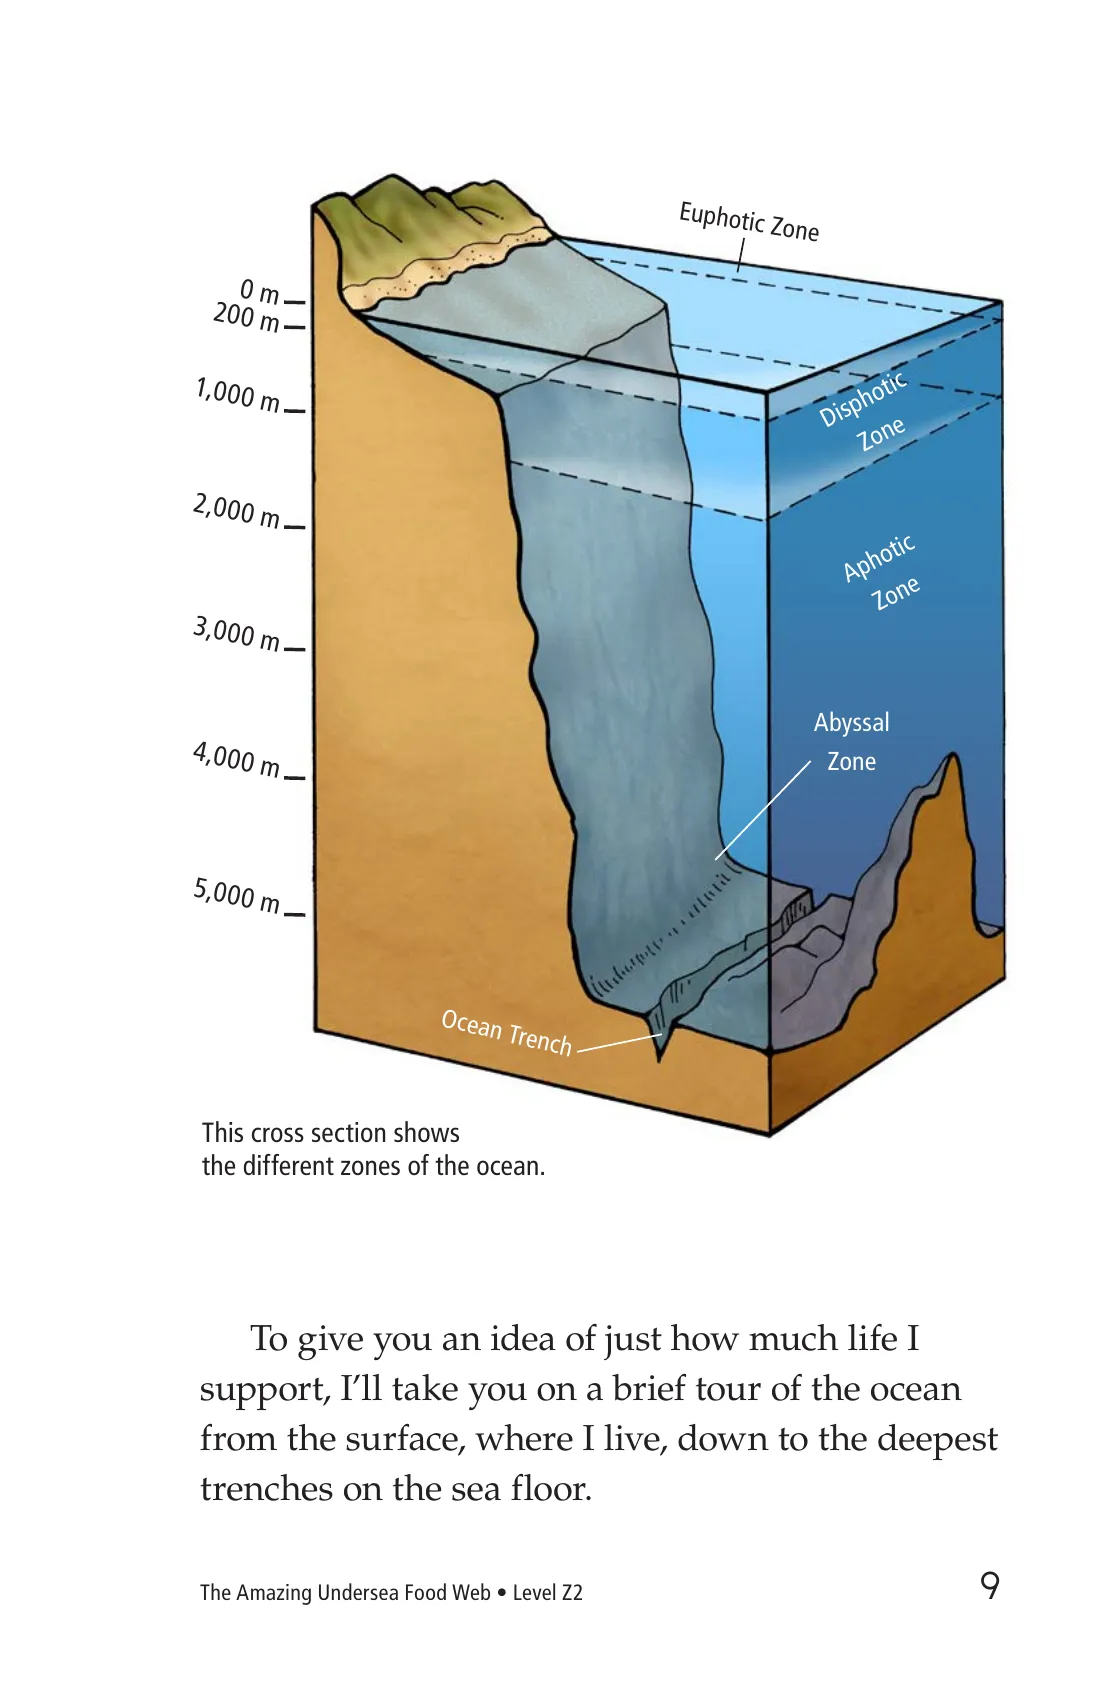 Euphotic Zone
0 m
200 m
1,000 m
2,000 m
3,000 m
4,000 m
5,000 m
Disphotic
Zone
Aphotic
Zone
Abyssal
Zone
Ocean Trench
This cross section shows
the different zones of the ocean.
To give you an idea of just how much life I
support, I’ll take you on a brief tour of the ocean
from the surface, where I live, down to the deepest
trenches on the sea floor.
The Amazing Undersea Food Web • Level Z2
9